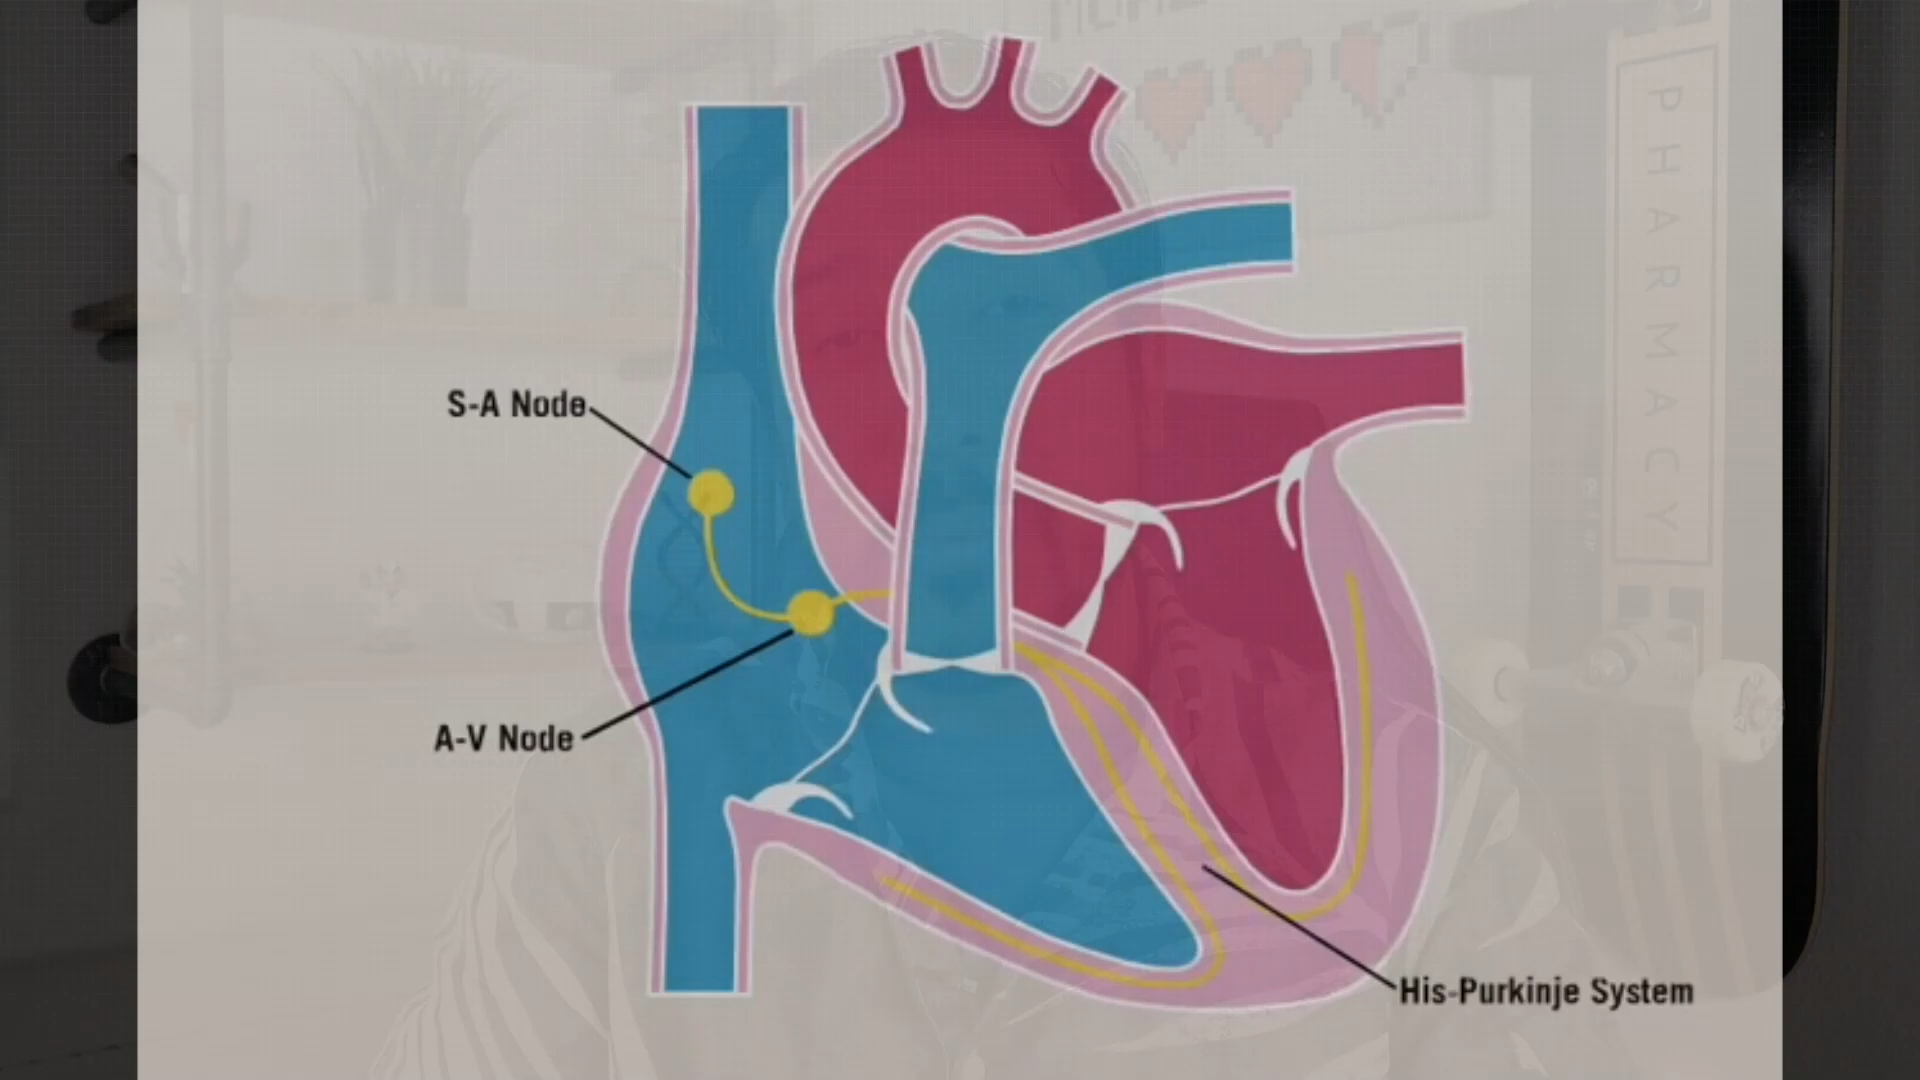 PHARMACY
S-A Node
A-V Node
His-Purkinje System